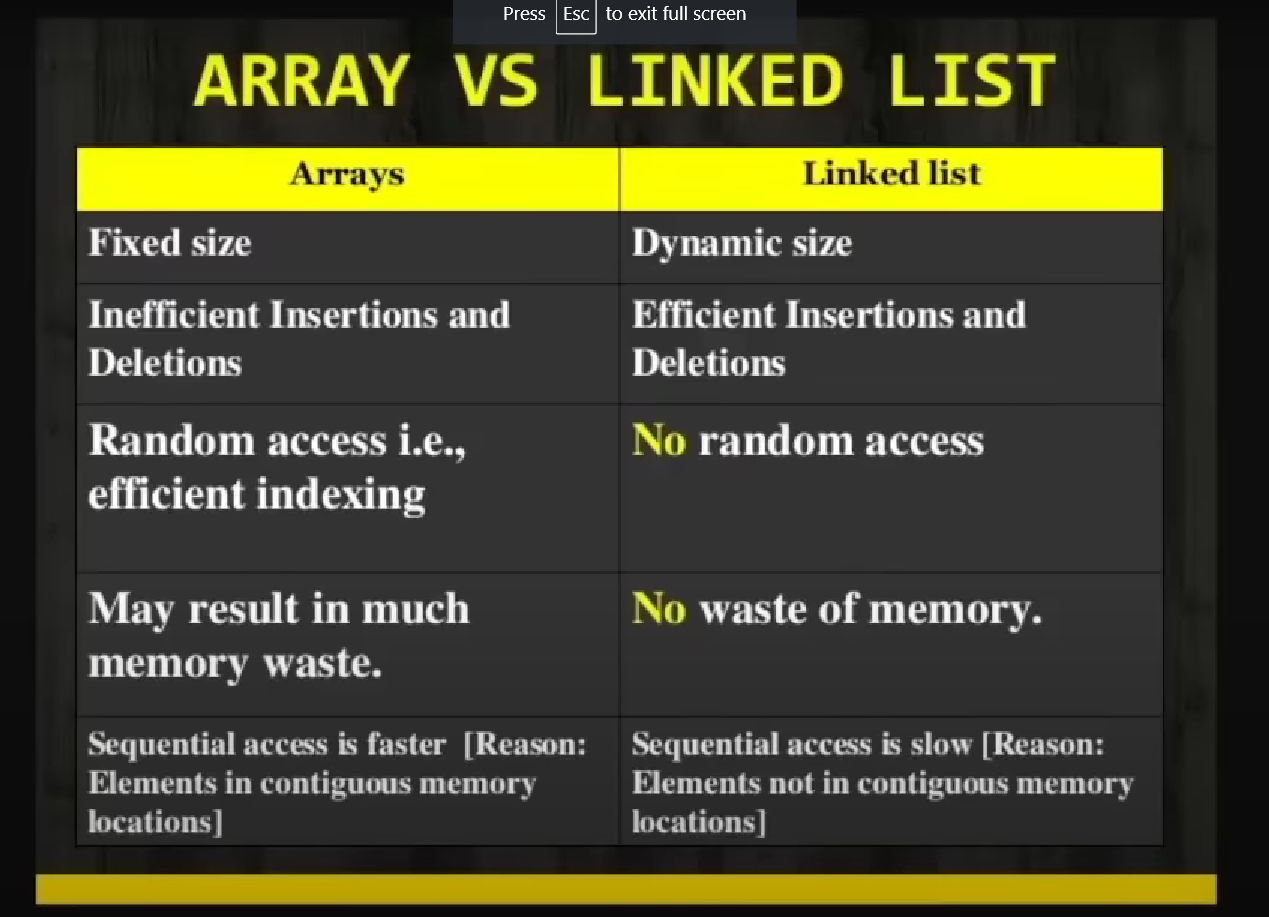 Press Esc to exit full screen
ARRAY VS LINKED LIST
Arrays
Linked list
Fixed size
Dynamic size
Inefficient Insertions and
Deletions
Efficient Insertions and
Deletions
Random access i.e.,
efficient indexing
No random access
May result in much
memory waste.
No waste of memory.
Sequential access is faster [Reason:
Elements in contiguous memory
locations]
Sequential access is slow [Reason:
Elements not in contiguous memory
locations]